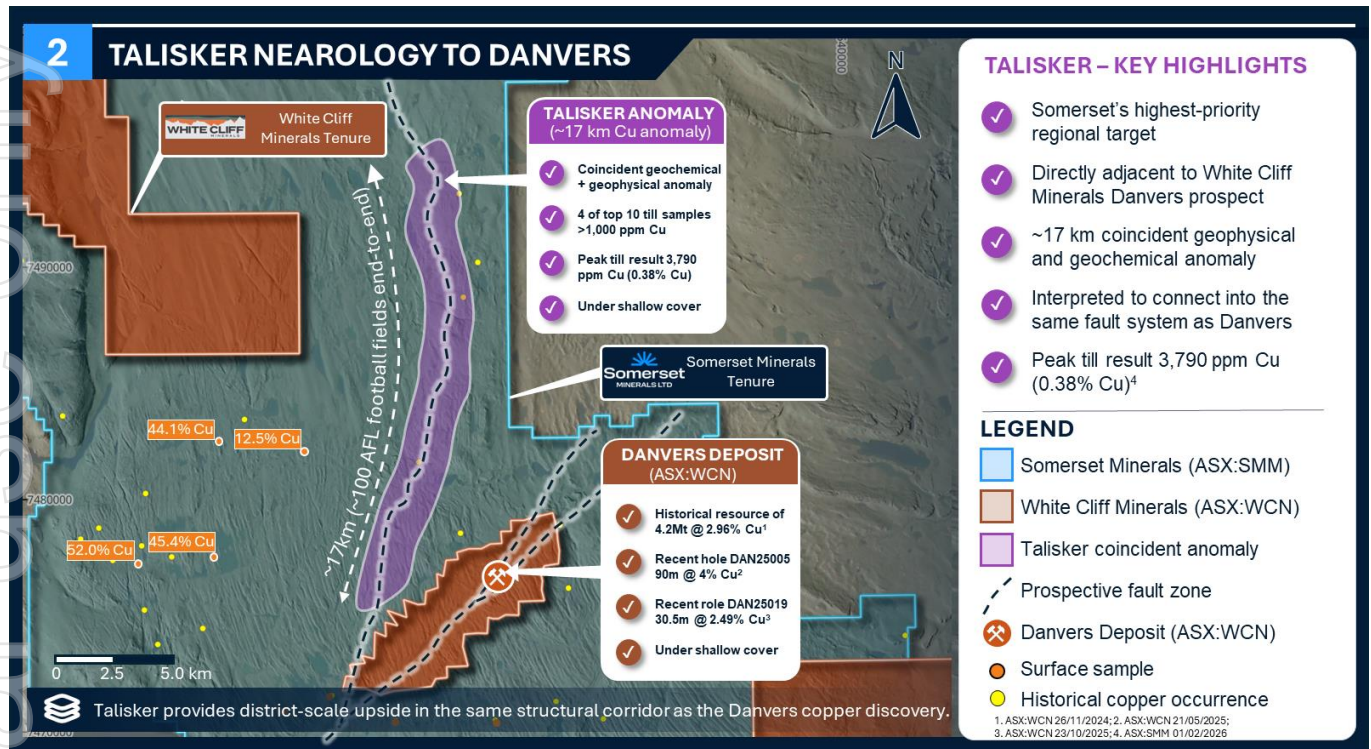 2 TALISKER NEAROLOGY TO DANVERS
WHITE CLIFF
MINERALS
White Cliff
Minerals Tenure
TALISKER ANOMALY
(~17 km Cu anomaly)
Coincident geochemical
+ geophysical anomaly
4 of top 10 till samples
>1,000 ppm Cu
Peak till result 3,790
ppm Cu (0.38% Cu)
Under shallow cover
N
7490000
~17km (~100 AFL football fields end-to-end)
Somerset
MINERALS LTD
Somerset Minerals
Tenure
44.1% Cu
12.5% Cu
7480000
52.0% Cu
45.4% Cu
DANVERS DEPOSIT
(ASX:WCN)
Historical resource of
4.2Mt @ 2.96% Cu1
Recent hole DAN25005
90m @ 4% Cu2
Recent role DAN25019
30.5m @ 2.49% Cu3
Under shallow cover
0 2.5 5.0 km
Talisker provides district-scale upside in the same structural corridor as the Danvers copper discovery.
7470000
TALISKER – KEY HIGHLIGHTS
Somerset's highest-priority
regional target
Directly adjacent to White Cliff
Minerals Danvers prospect
~17 km coincident geophysical
and geochemical anomaly
Interpreted to connect into the
same fault system as Danvers
Peak till result 3,790 ppm Cu
(0.38% Cu)4
LEGEND
Somerset Minerals (ASX:SMM)
White Cliff Minerals (ASX:WCN)
Talisker coincident anomaly
Prospective fault zone
Danvers Deposit (ASX:WCN)
Surface sample
Historical copper occurrence
1. ASX:WCN 26/11/2024; 2. ASX:WCN 21/05/2025;
3. ASX:WCN 23/10/2025; 4. ASX:SMM 01/02/2026